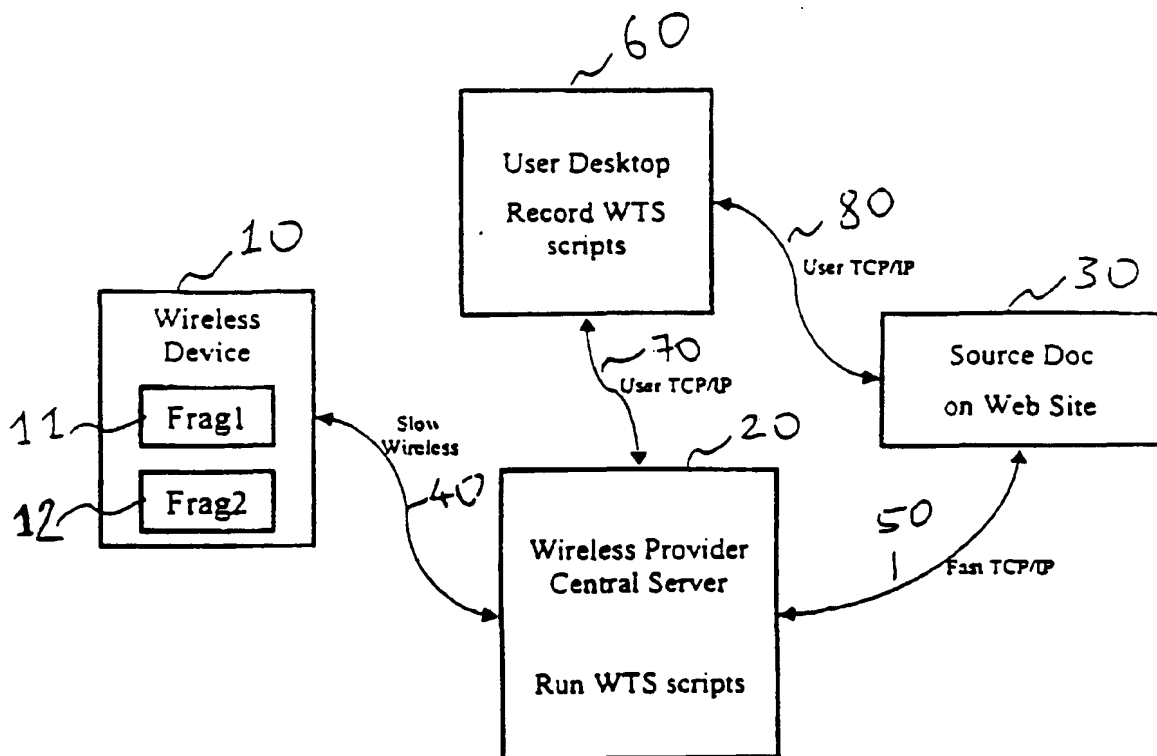 60
User Desktop
Record WTS
scripts
10
80
User TCP/IP
30
Wireless
Device
70
User TCP/IP
Source Doc
on Web Site
11
Frag1
Slow
Wireless
20
12
Frag2
40
50
Wireless Provider
Central Server
Fast TCP/IP
Run WTS scripts